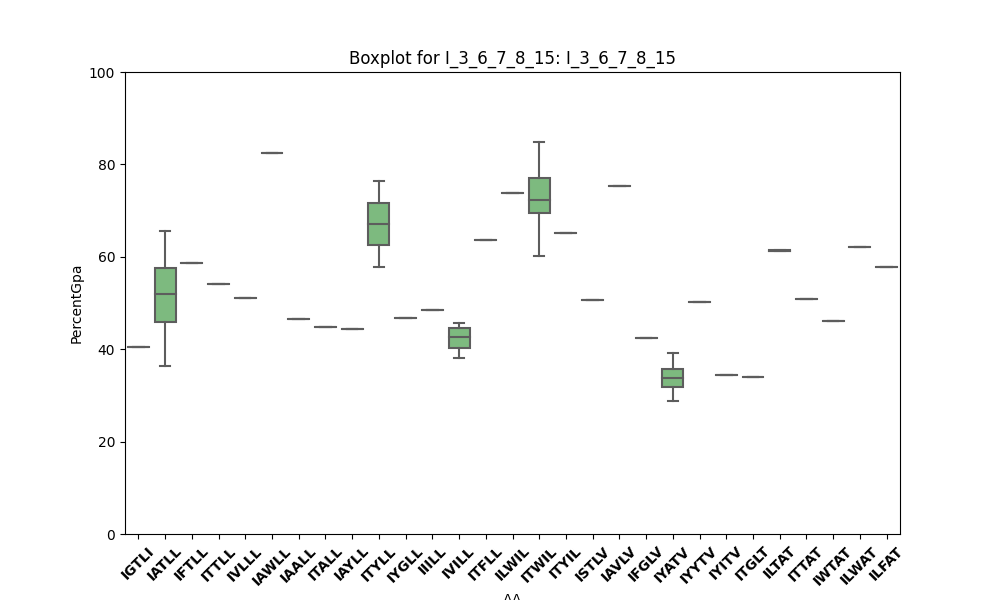 Boxplot for I_3_6_7_8_15: I_3_6_7_8_15
100
80
60
40
20
0
PercentGpa
IGTLI IATLL IFTLL ITTLL IVLLL IAWLL IAALL ITALL IAYLL ITYLL IYGLL IIILL IVILL ITFLL ILWIL ITWIL ITYIL ISTLV IAVLV IFGLV IYATV IYYTV IYITV ITGLT ILTAT ITTAT IWTAT ILWAT ILFAT
AA